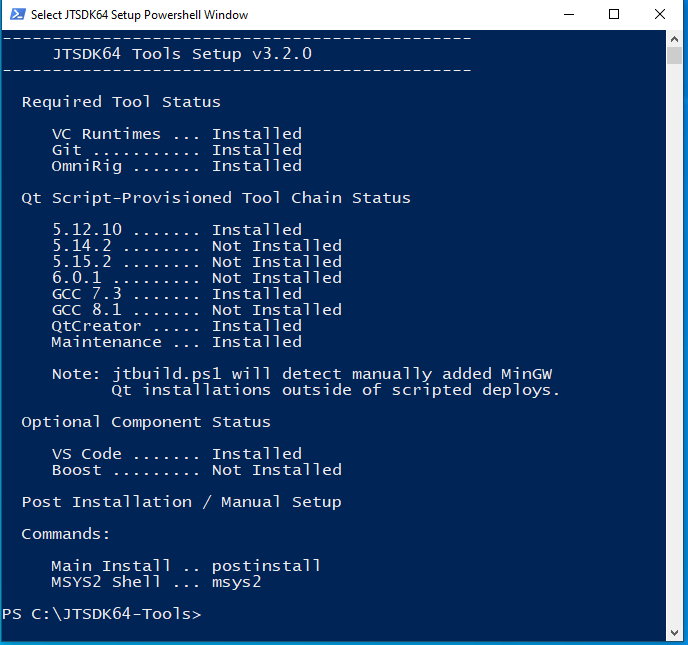 Select JTSDK64 Setup Powershell Window
-----------------------------------------------
JTSDK64 Tools Setup v3.2.0
-----------------------------------------------
Required Tool Status
VC Runtimes ... Installed
Git ........... Installed
OmniRig ....... Installed
Qt Script-Provisioned Tool Chain Status
5.12.10 ....... Installed
5.14.2 ........ Not Installed
5.15.2 ........ Not Installed
6.0.1 ......... Not Installed
GCC 7.3 ....... Installed
GCC 8.1 ....... Not Installed
QtCreator ..... Installed
Maintenance ... Installed
Note: jtbuild.ps1 will detect manually added MinGW
Qt installations outside of scripted deploys.
Optional Component Status
VS Code ....... Installed
Boost ......... Not Installed
Post Installation / Manual Setup
Commands:
Main Install .. postinstall
MSYS2 Shell ... msys2
PS C:\JTSDK64-Tools>